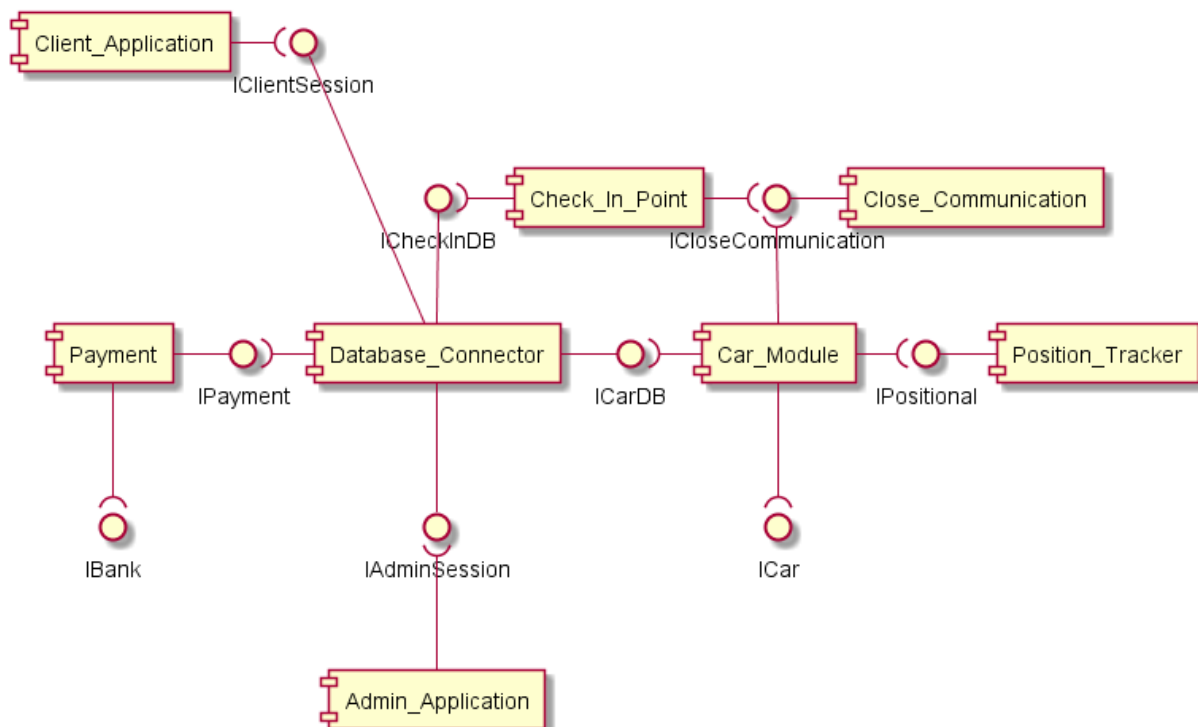 Client_Application
IClientSession
Check_In_Point
Close_Communication
ICheckInDB
ICloseCommunication
Payment
Database_Connector
Car_Module
Position_Tracker
IPayment
ICarDB
IPositional
IBank
IAdminSession
ICar
Admin_Application